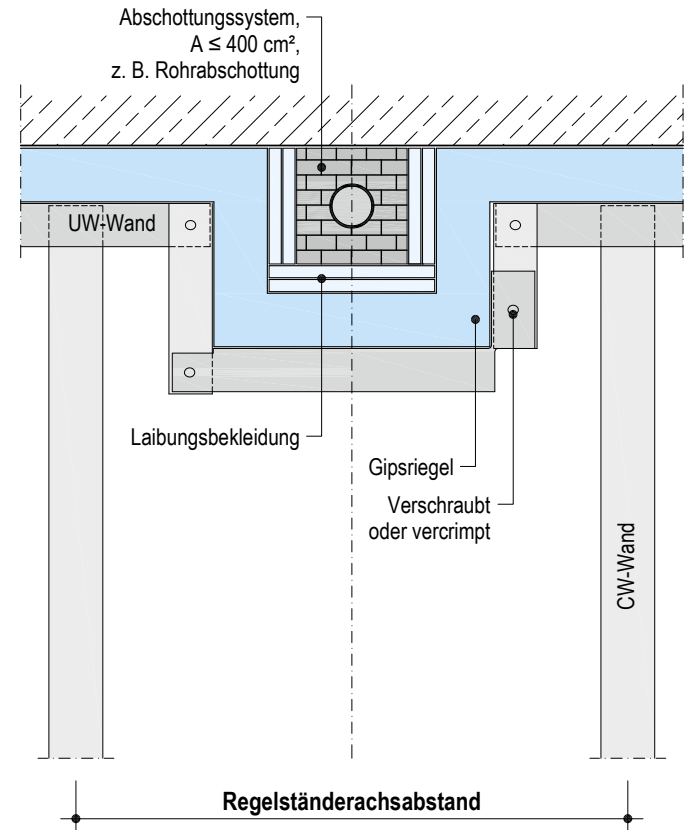 Abschottungssystem,
A ≤ 400 cm²,
z. B. Rohrabschottung
UW-Wand
Laibungsbekleidung
Gipsriegel
Verschraubt
oder vercrimpt
CW-Wand
Regelständerachsabstand